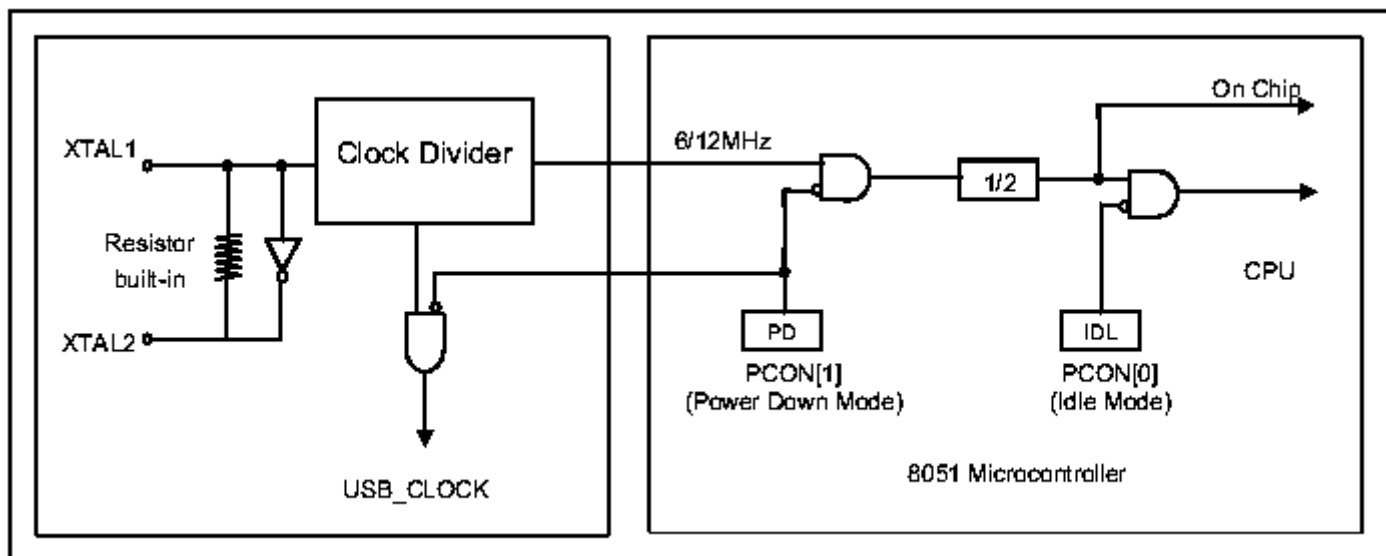 XTAL1
Resistor
built-in
XTAL2
Clock Divider
USB_CLOCK
6/12MHz
1/2
On Chip
CPU
PD
PCON[1]
(Power Down Mode)
IDL
PCON[0]
(Idle Mode)
8051 Microcontroller